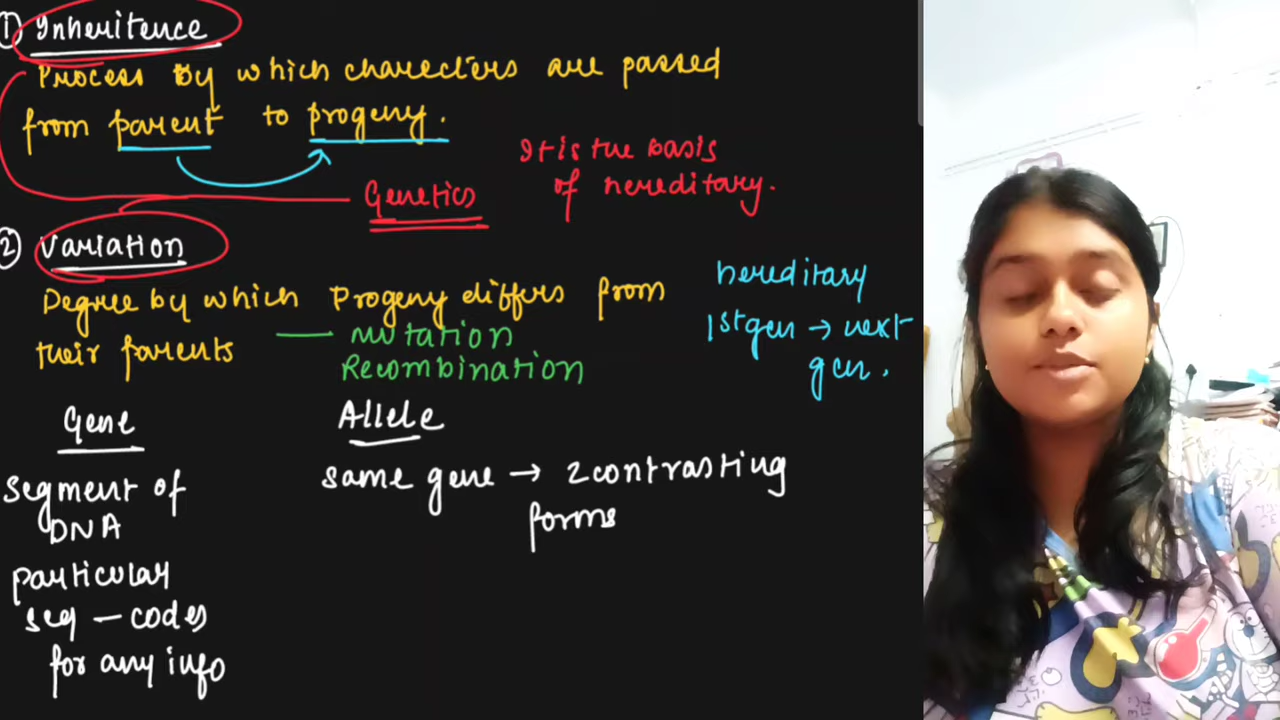 ① Inheritence
Process by which charecters are passed
from parent to progeny.
It is the basis
of hereditary.
Genetics
② Variation
Degree by which Progeny differs from
their parents — mutation
Recombination
hereditary
1st gen → next
gen.
Gene
Segment of
DNA
particular
seq - codes
for any info
Allele
same gene → 2 contrasting
forms